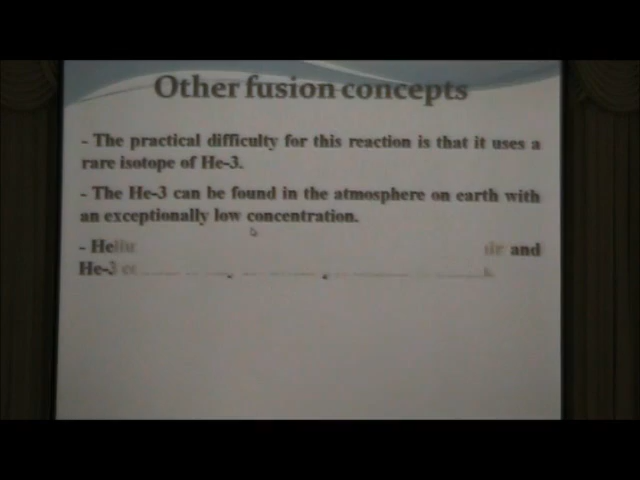 Other fusion concepts
- The practical difficulty for this reaction is that it uses a
rare isotope of He-3.
- The He-3 can be found in the atmosphere on earth with
an exceptionally low concentration.
- and
He-3